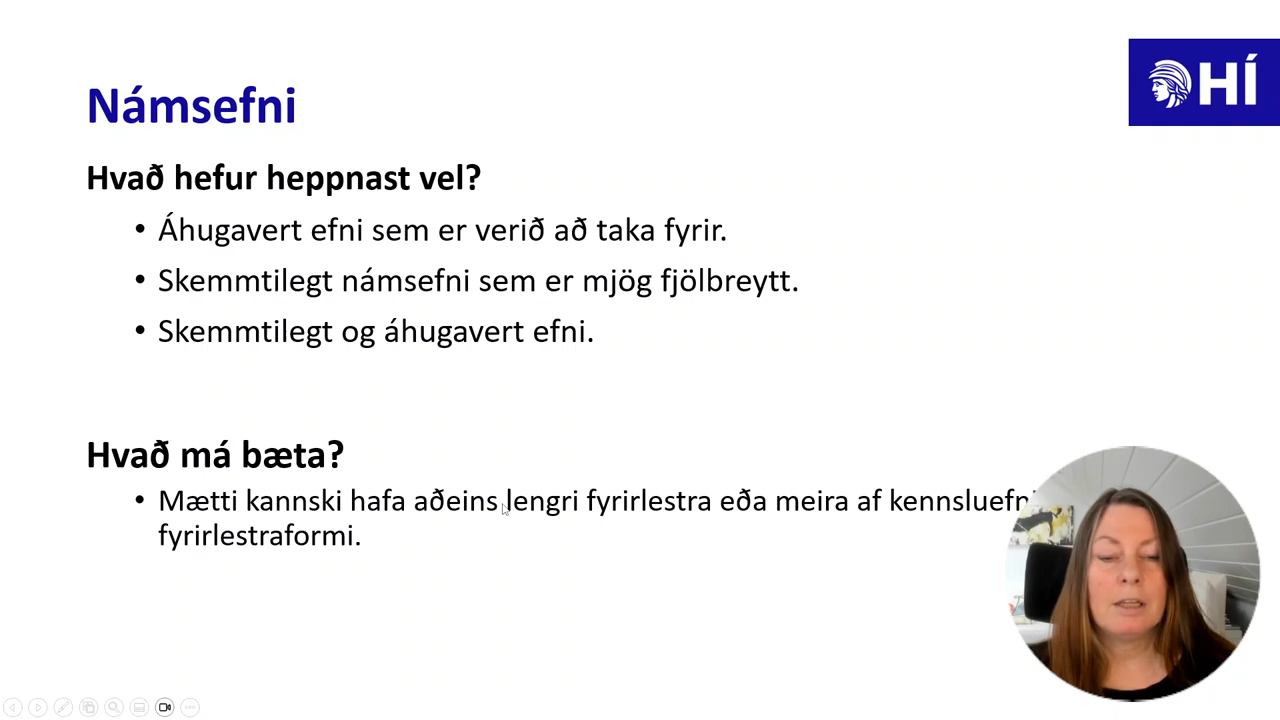 HÍ
Námsefni
Hvað hefur heppnast vel?
• Áhugavert efni sem er verið að taka fyrir.
• Skemmtilegt námsefni sem er mjög fjölbreytt.
• Skemmtilegt og áhugavert efni.
Hvað má bæta?
• Mætti kannski hafa aðeins lengri fyrirlestra eða meira af
fyrirlestraformi.